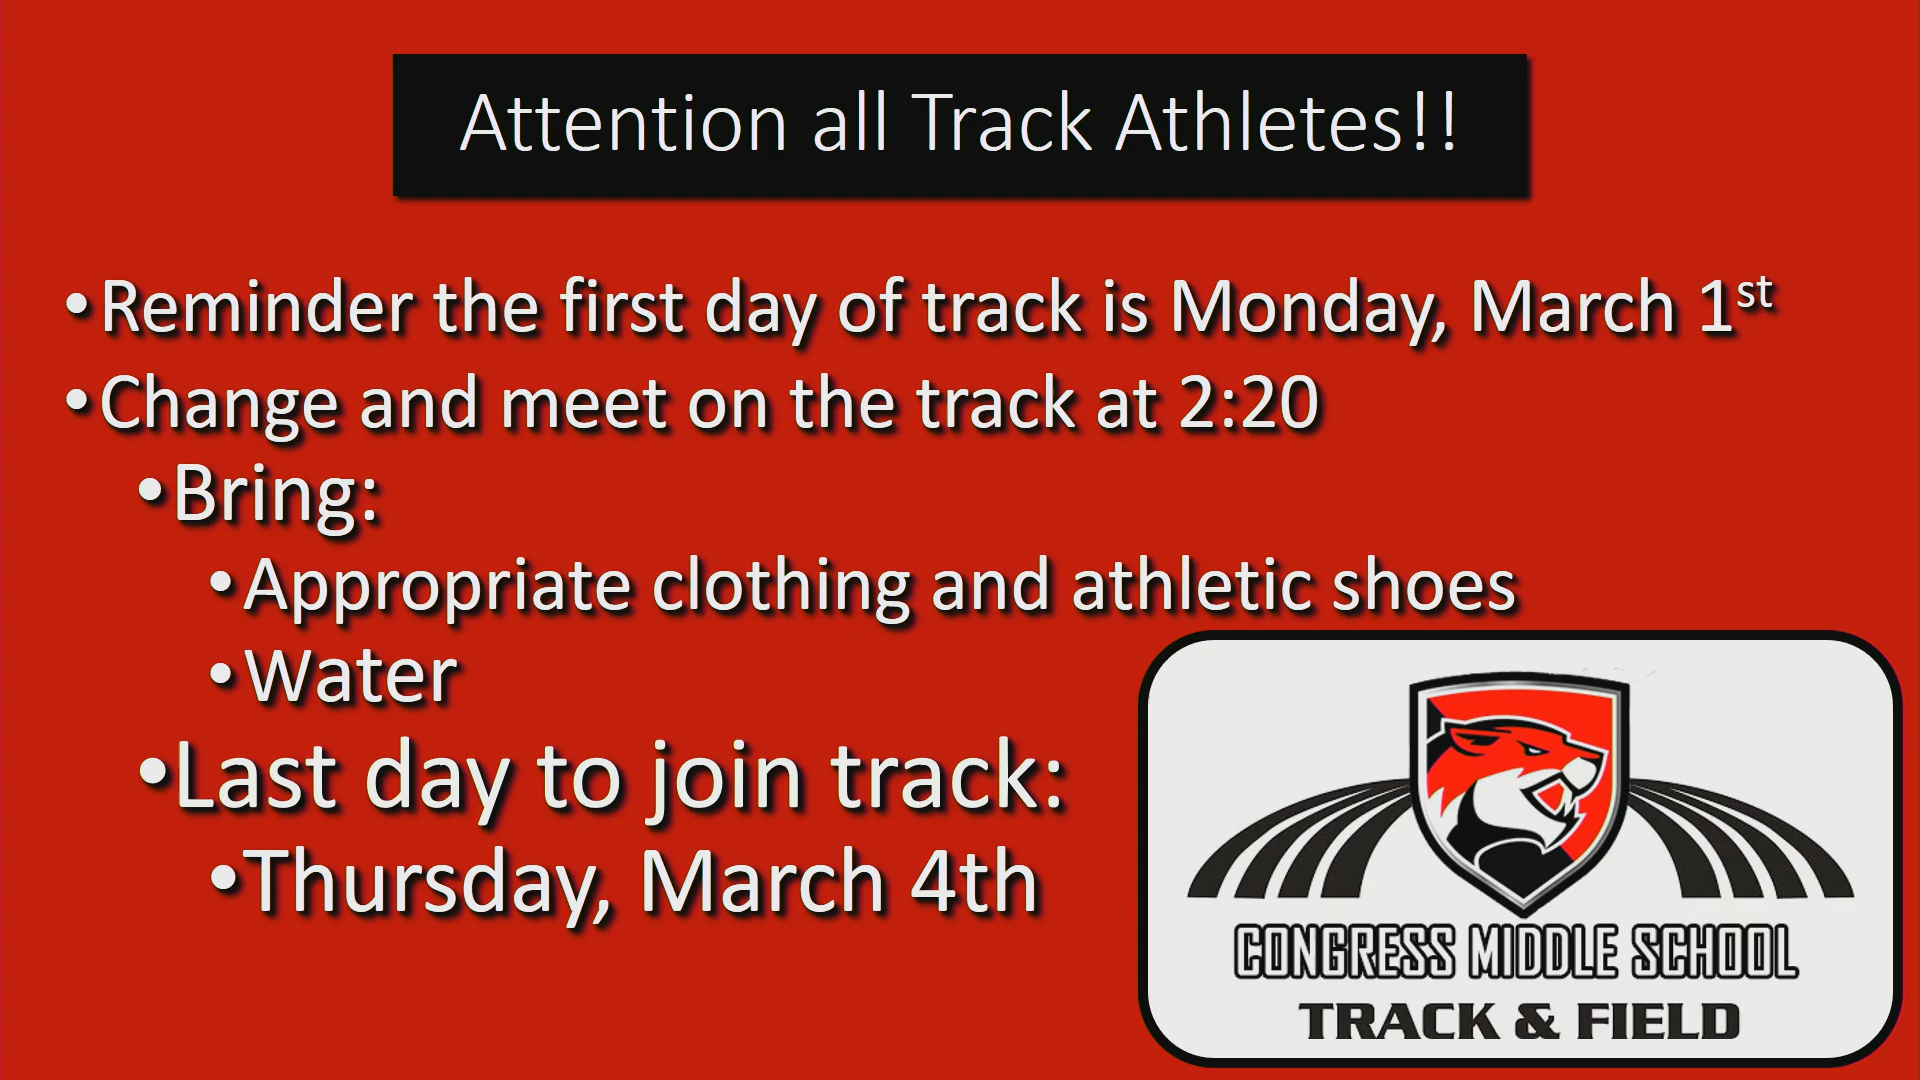 Attention all Track Athletes!!
•Reminder the first day of track is Monday, March 1st
•Change and meet on the track at 2:20
•Bring:
•Appropriate clothing and athletic shoes
•Water
•Last day to join track:
•Thursday, March 4th
CONGRESS MIDDLE SCHOOL
TRACK & FIELD